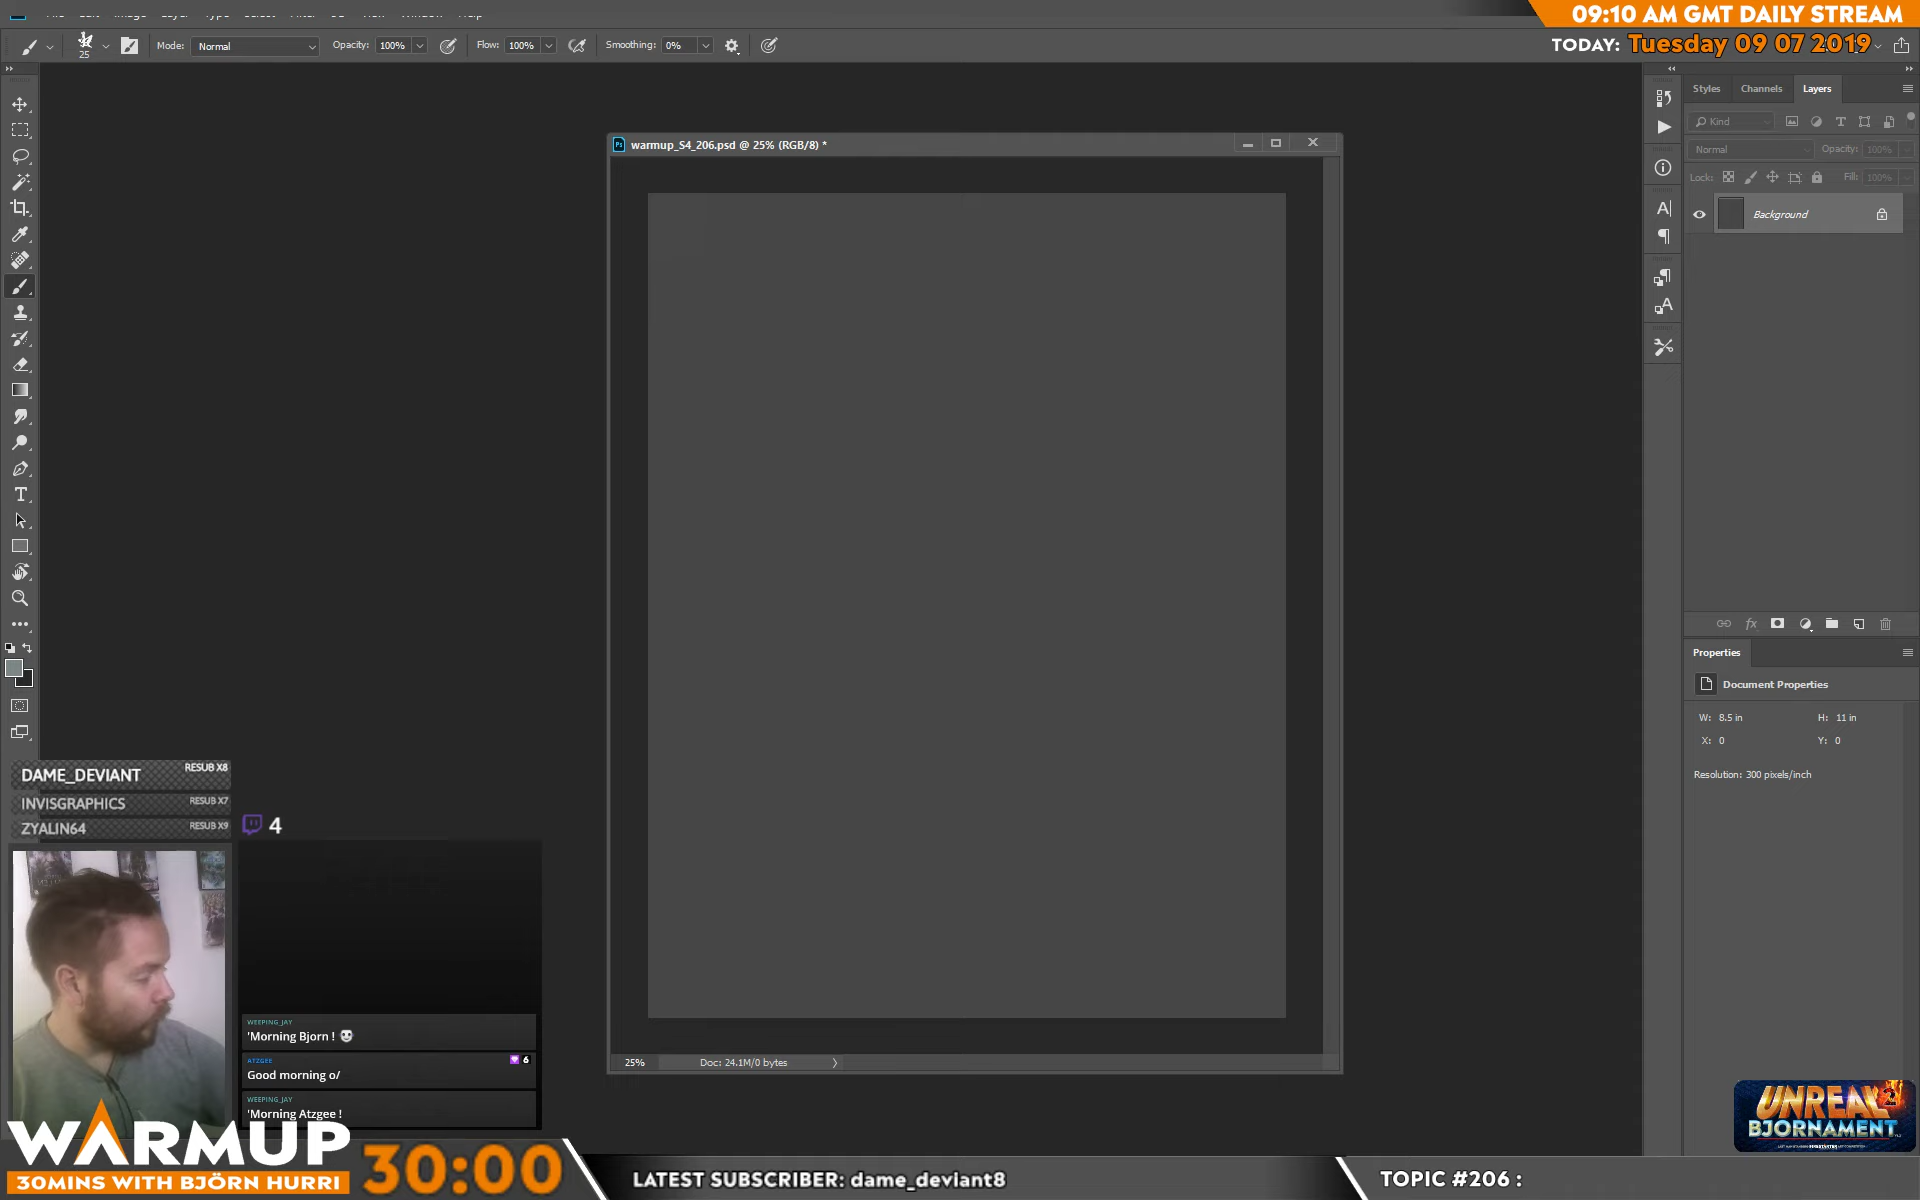 09:10 AM GMT DAILY STREAM
TODAY: Tuesday 09 07 2019
25
Mode: Normal
Opacity: 100%
Flow: 100%
Smoothing: 0%
Styles
Channels
Layers
Kind
Normal
Opacity: 100%
Lock:
Fill: 100%
Background
warmup_S4_206.psd @ 25% (RGB/8) *
Properties
Document Properties
W: 8.5 in
H: 11 in
X: 0
Y: 0
Resolution: 300 pixels/inch
DAME_DEVIANT RESUB X8
INVISGRAPHICS RESUB X7
ZYALIN64 RESUB X9
4
WEEPING_JAY
'Morning Bjorn !
ATZGEE 6
Good morning o/
WEEPING_JAY
'Morning Atzgee !
25%
Doc: 24.1M/0 bytes
UNREAL 2
BJORNAMENT
WARMUP
30MINS WITH BJÖRN HURRI
30:00
LATEST SUBSCRIBER: dame_deviant8
TOPIC #206 :